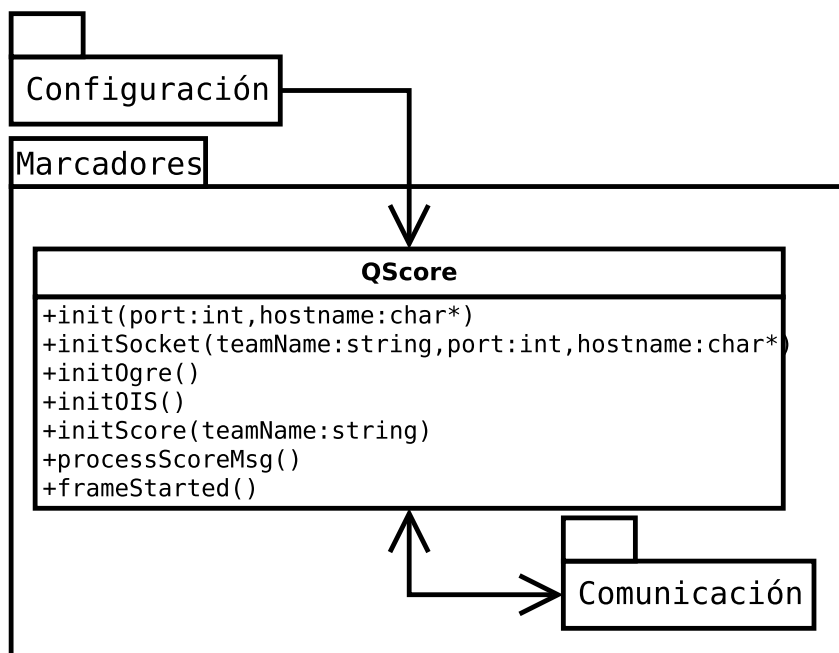 Configuración
Marcadores
QScore
+init(port:int,hostname:char*)
+initSocket(teamName:string,port:int,hostname:char*)
+initOgre()
+initOIS()
+initScore(teamName:string)
+processScoreMsg()
+frameStarted()
Comunicación